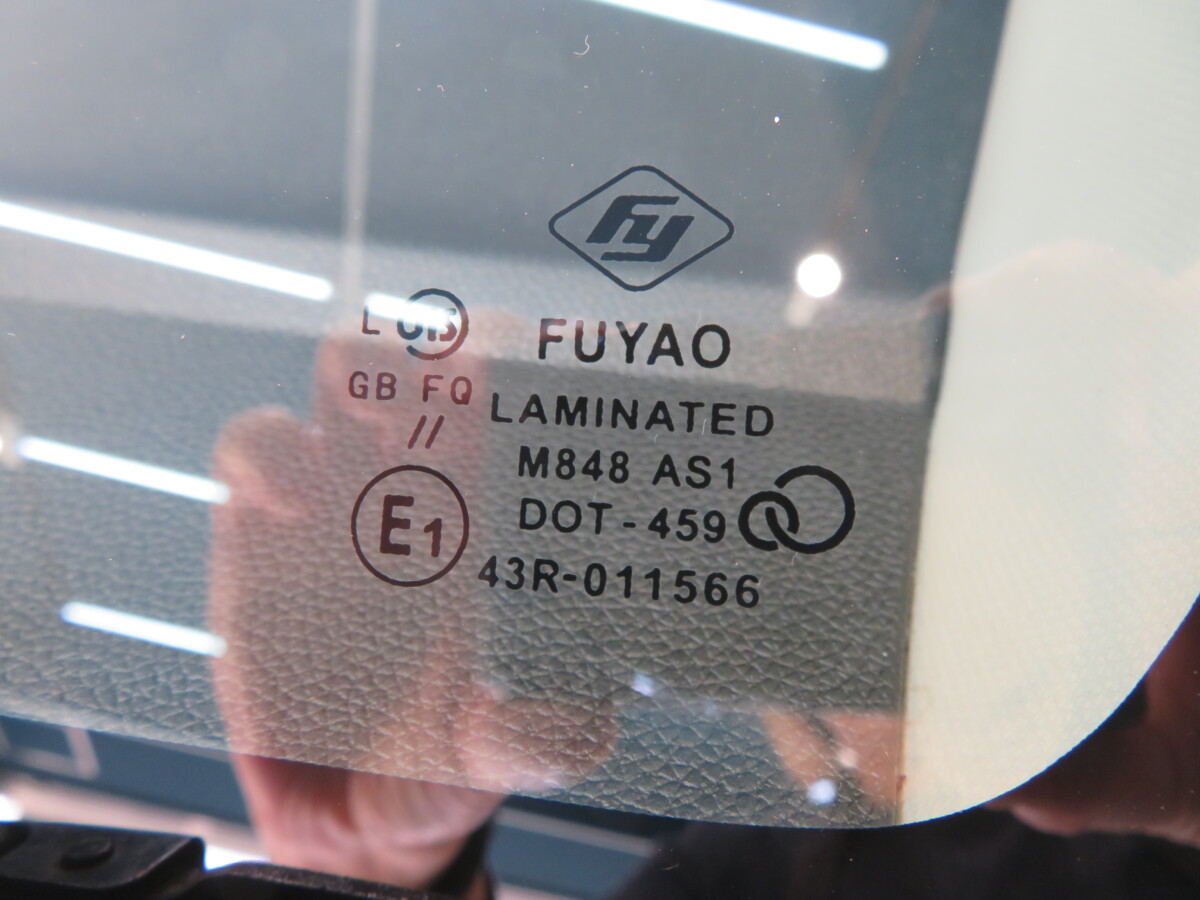 fy
FUYAO
L
GB FQ
LAMINATED
//
M848 AS1
DOT-459
E1
43R-011566